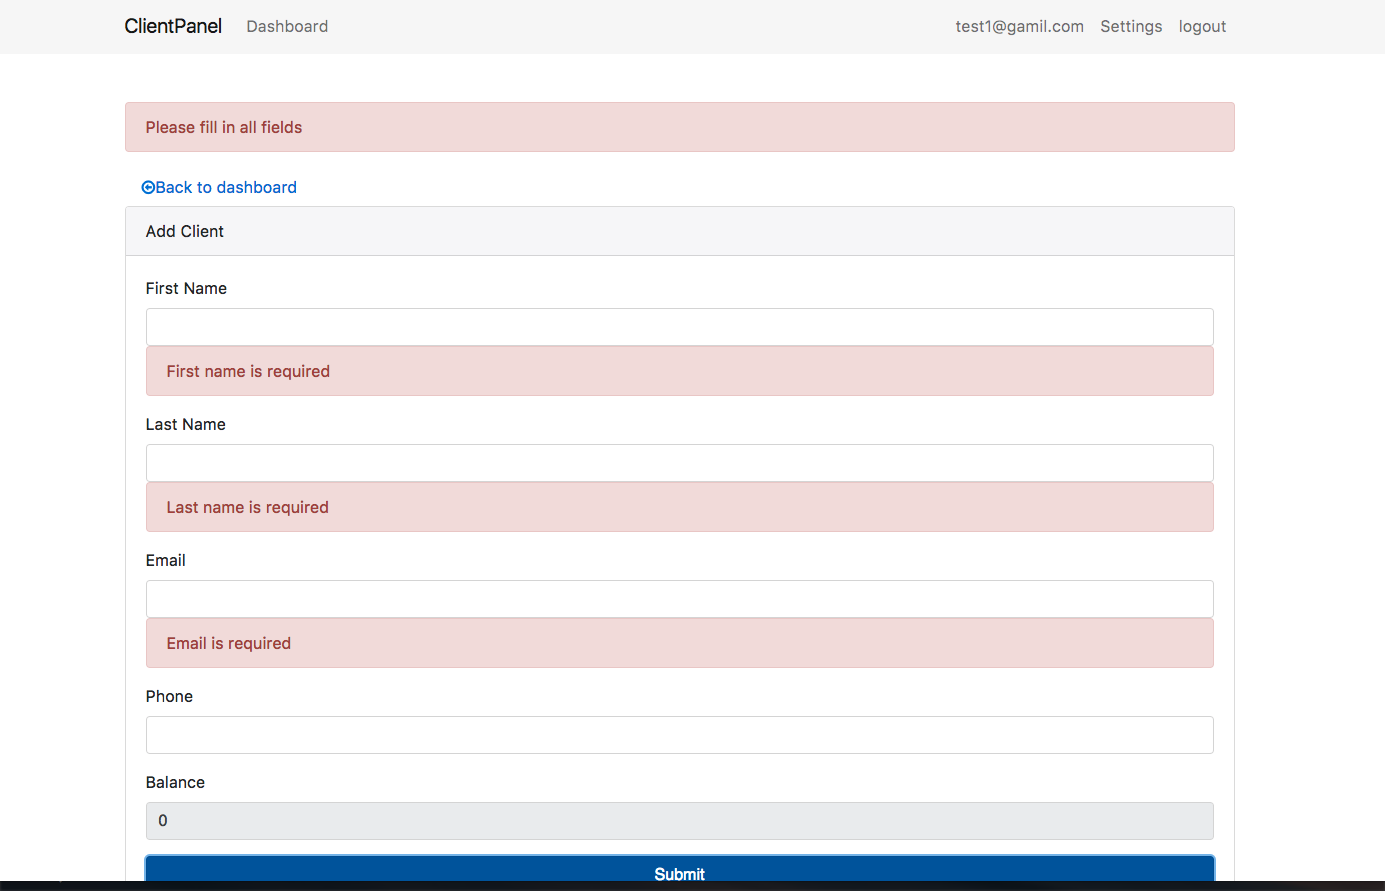 ClientPanel Dashboard test1@gamil.com Settings logout
Please fill in all fields
Back to dashboard
Add Client
First Name
First name is required
Last Name
Last name is required
Email
Email is required
Phone
Balance
0
Submit